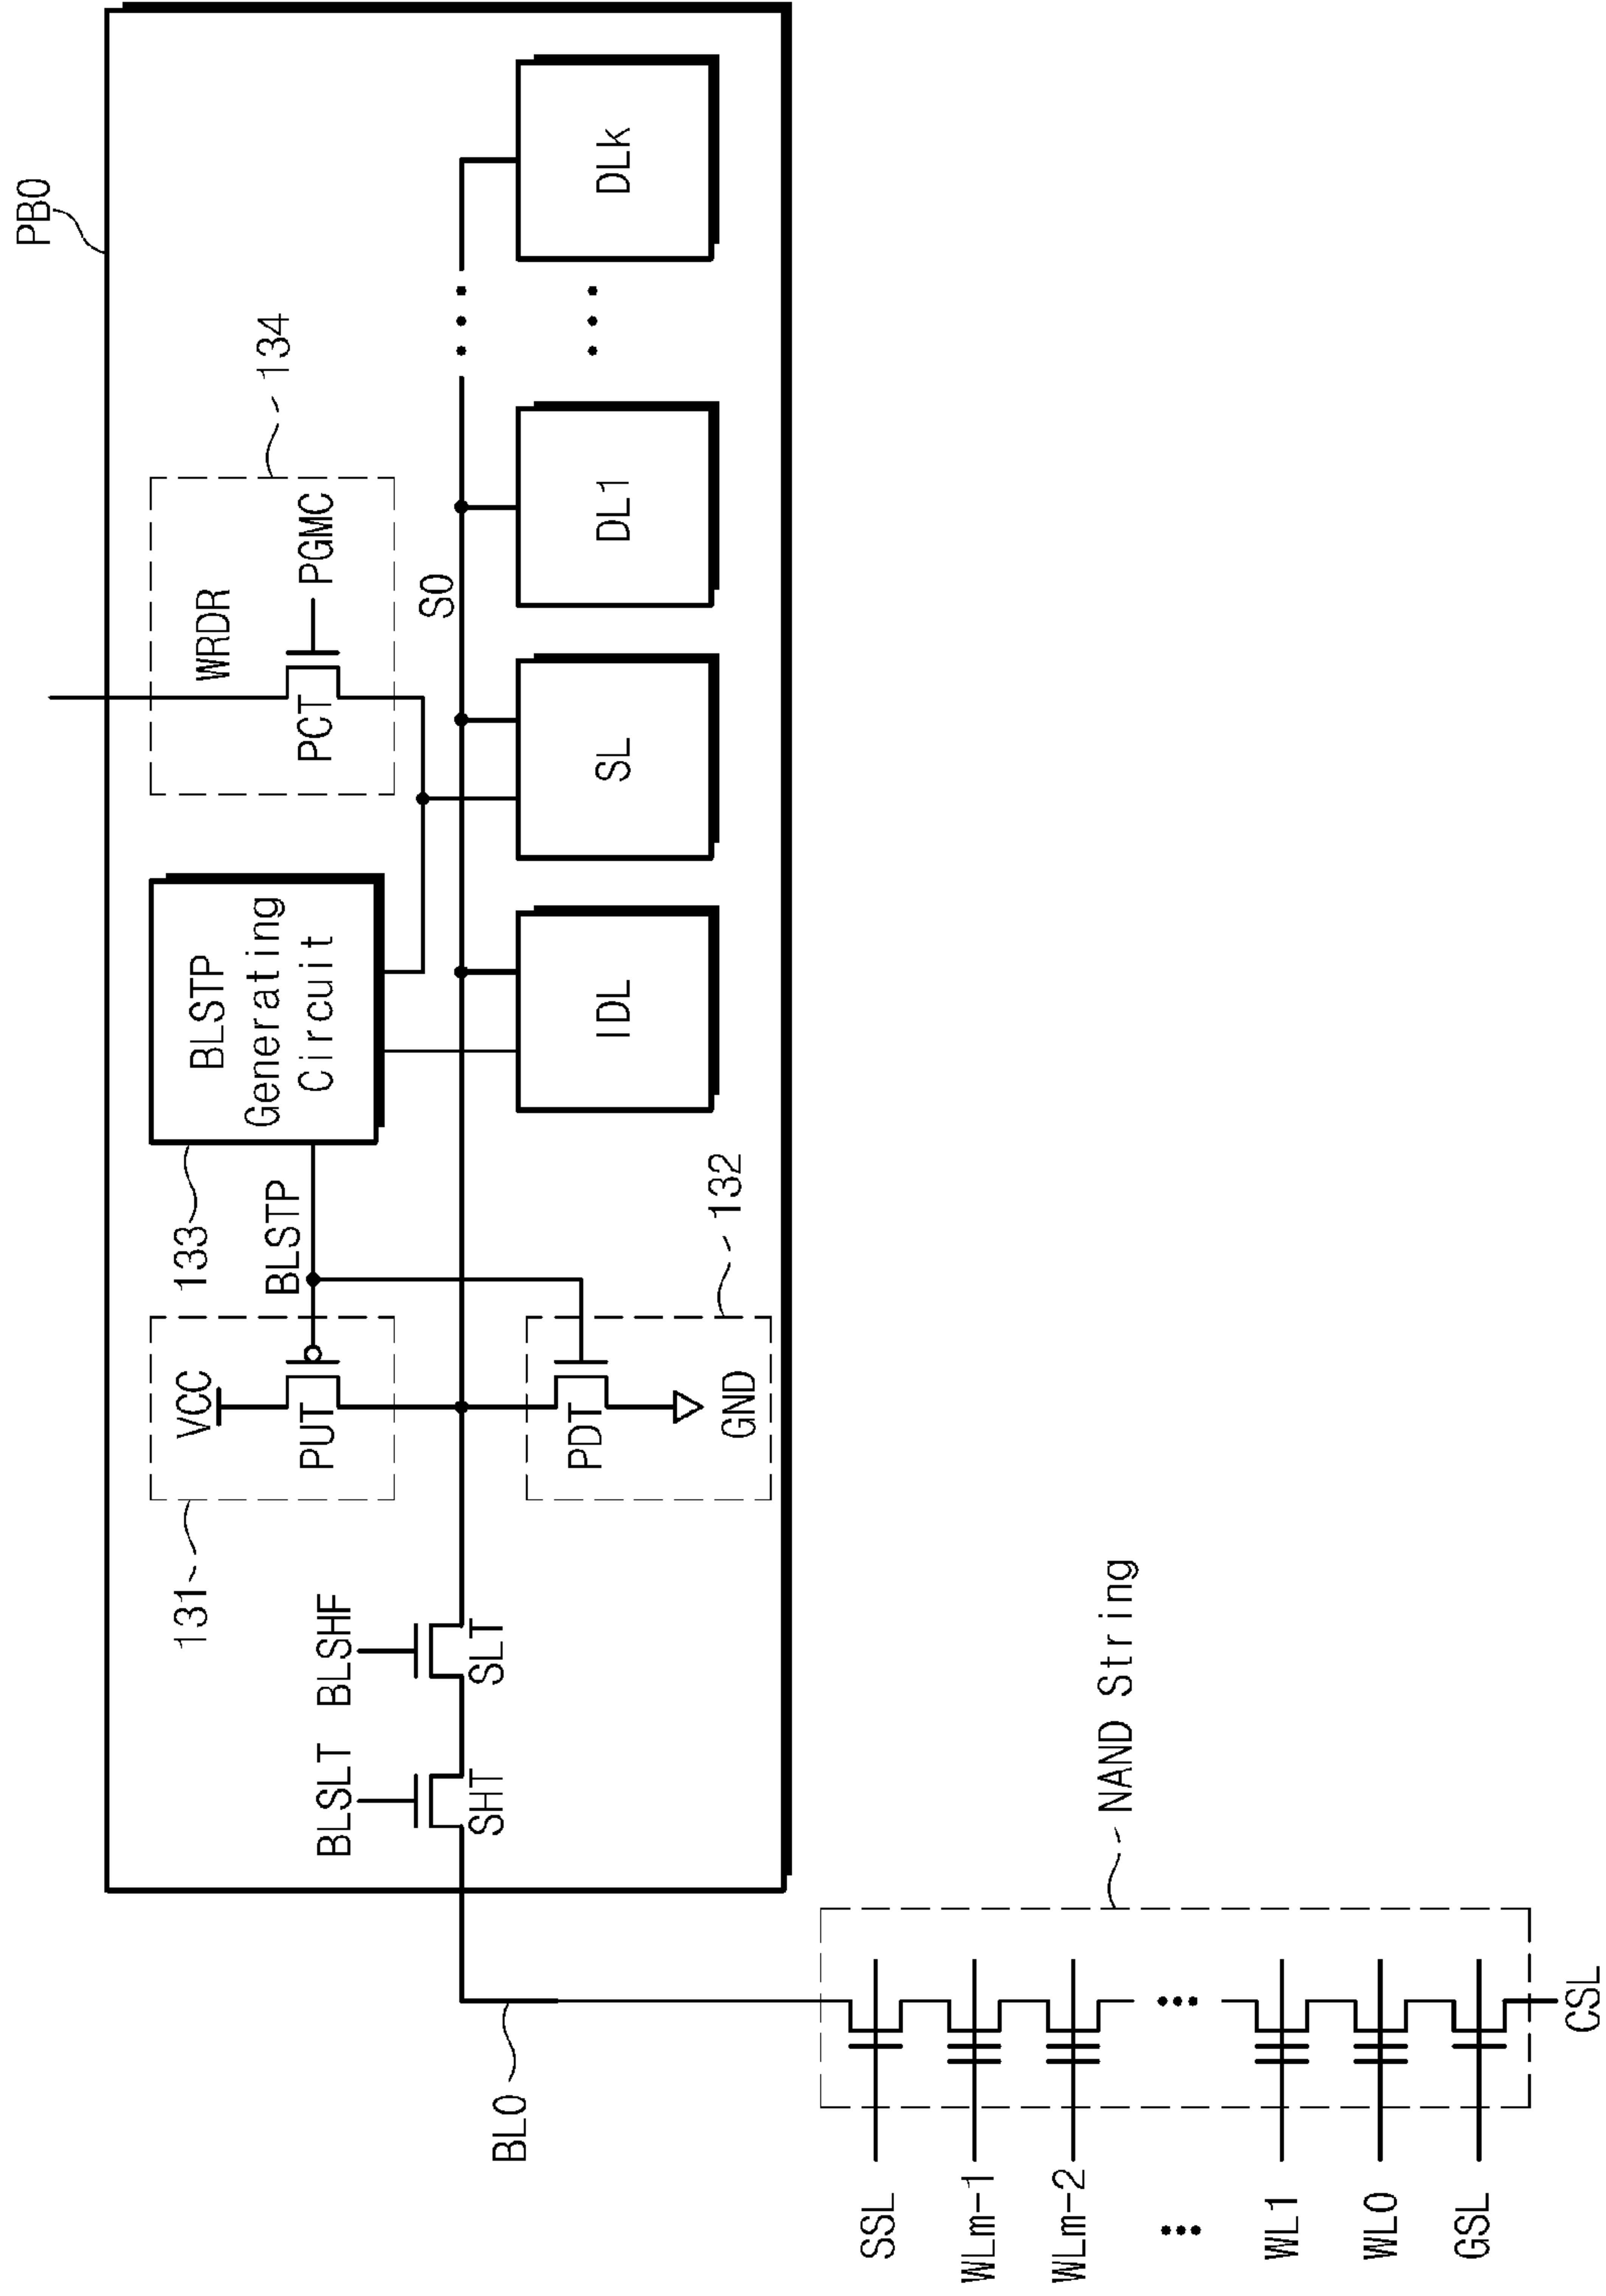 PB0
134
WRDR
PCT
PGMC
133
BLSTP
Generating
Circuit
BLSTP
131
VCC
PUT
SO
BLSLT
BLSHF
SHT
SLT
PDT
GND
132
IDL
SL
DL1
DLk
BL0
NAND String
SSL
WLm-1
WLm-2
WL1
WL0
GSL
CSL